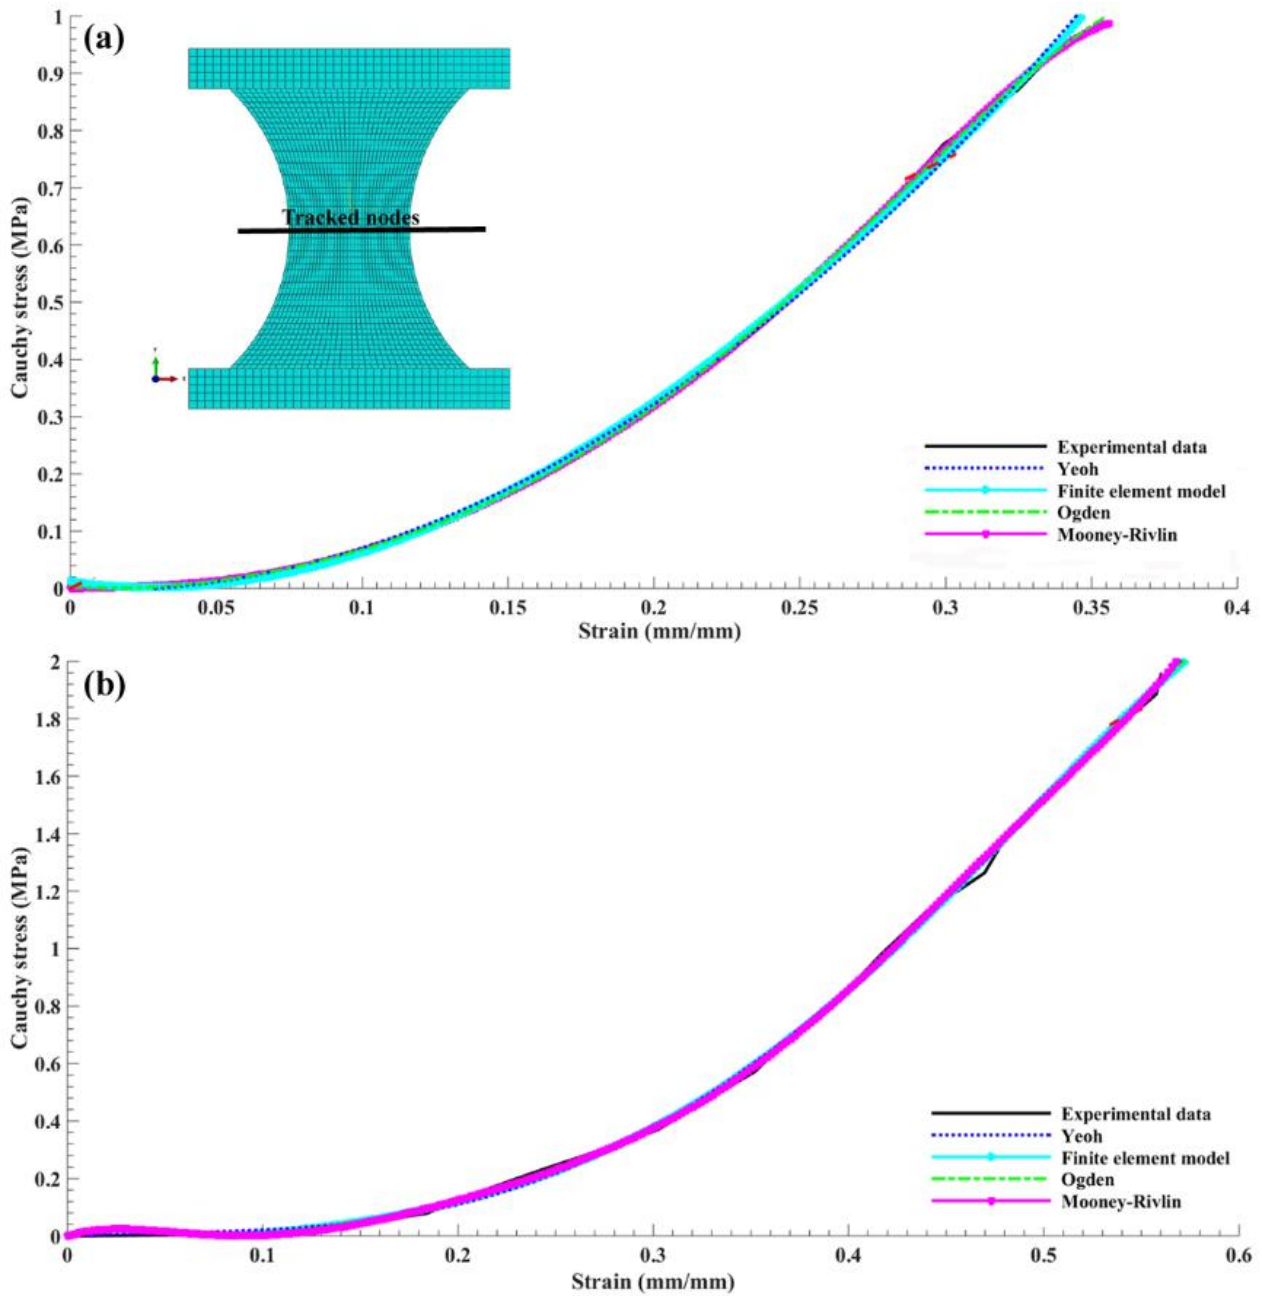 (a)
1
0.9
0.8
0.7
0.6
0.5
0.4
0.3
0.2
0.1
0
Cauchy stress (MPa)
Tracked nodes
Experimental data
Yeoh
Finite element model
Ogden
Mooney-Rivlin
0 0.05 0.1 0.15 0.2 0.25 0.3 0.35 0.4
Strain (mm/mm)
(b)
2
1.8
1.6
1.4
1.2
1
0.8
0.6
0.4
0.2
0
Cauchy stress (MPa)
Experimental data
Yeoh
Finite element model
Ogden
Mooney-Rivlin
0 0.1 0.2 0.3 0.4 0.5 0.6
Strain (mm/mm)